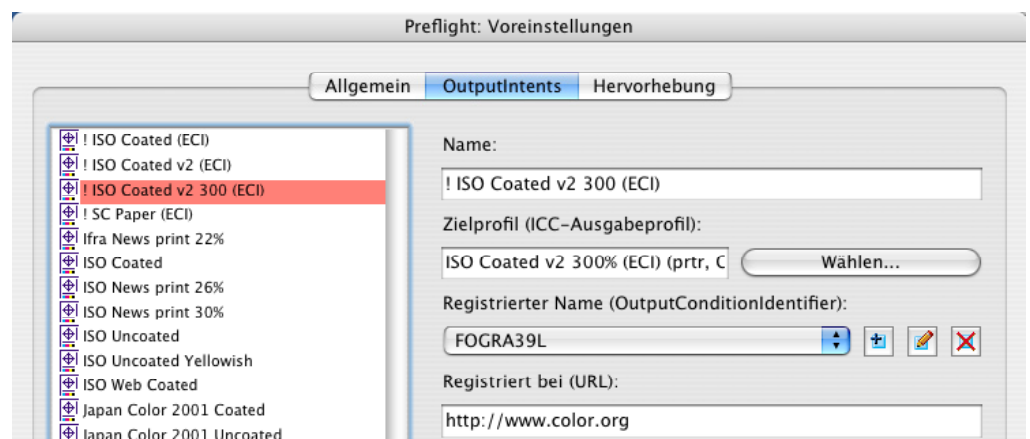 Preflight: Voreinstellungen
Allgemein OutputIntents Hervorhebung
! ISO Coated (ECI)
! ISO Coated v2 (ECI)
! ISO Coated v2 300 (ECI)
! SC Paper (ECI)
Ifra News print 22%
ISO Coated
ISO News print 26%
ISO News print 30%
ISO Uncoated
ISO Uncoated Yellowish
ISO Web Coated
Japan Color 2001 Coated
Japan Color 2001 Uncoated
Name:
! ISO Coated v2 300 (ECI)
Zielprofil (ICC-Ausgabeprofil):
ISO Coated v2 300% (ECI) (prtr, C
Wählen...
Registrierter Name (OutputConditionIdentifier):
FOGRA39L
Registriert bei (URL):
http://www.color.org